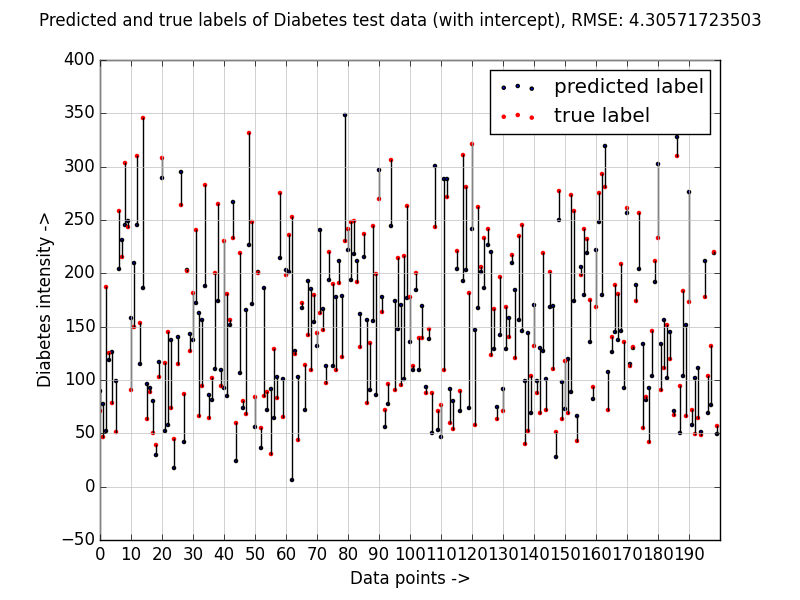 Predicted and true labels of Diabetes test data (with intercept), RMSE: 4.30571723503
predicted label
true label
Diabetes intensity ->
400
350
300
250
200
150
100
50
0
−50
0 10 20 30 40 50 60 70 80 90 100 110 120 130 140 150 160 170 180 190
Data points ->